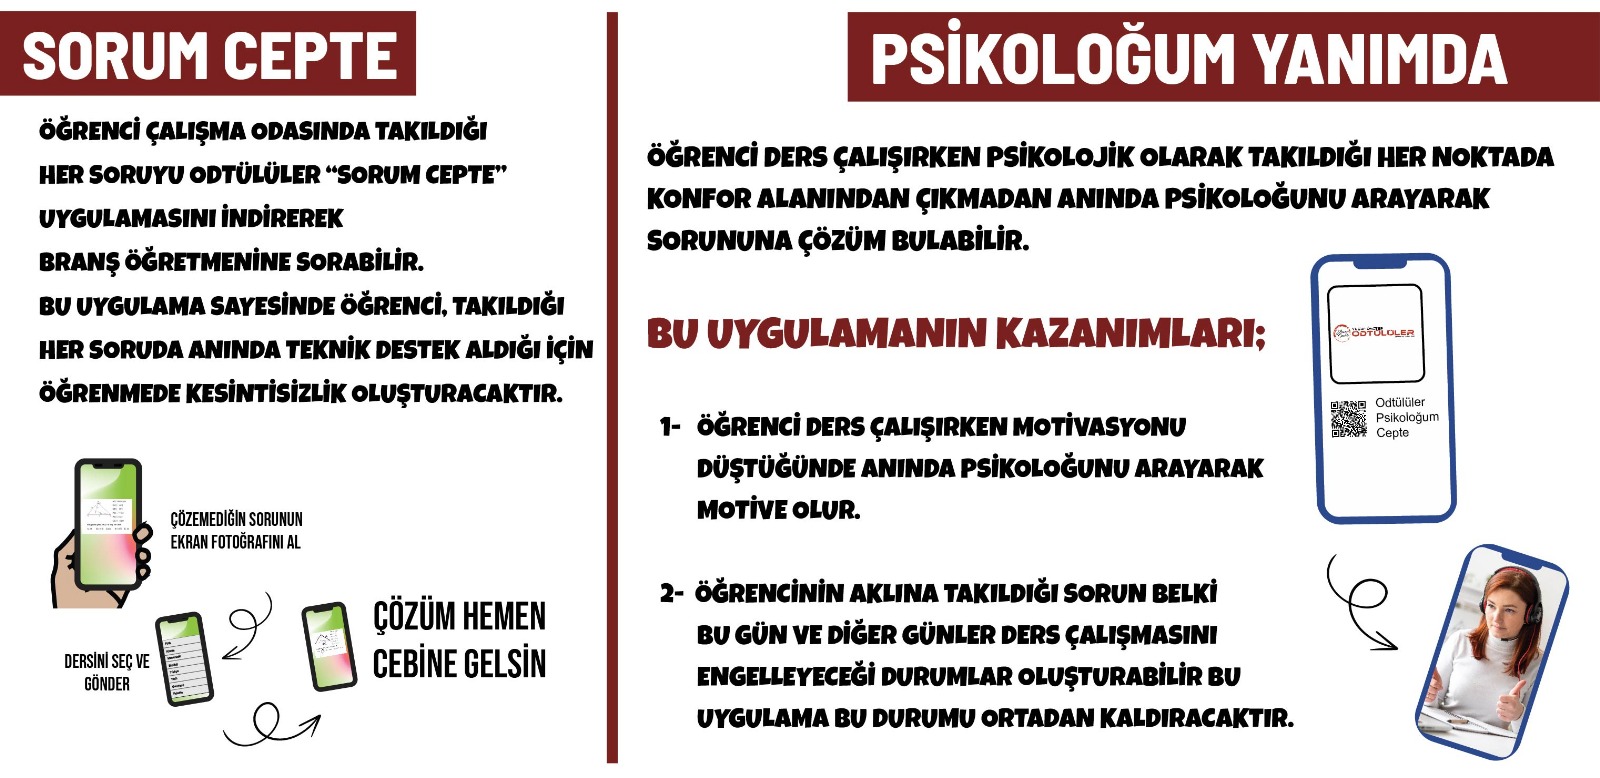 SORUM CEPTE
ÖĞRENCİ ÇALIŞMA ODASINDA TAKILDIĞI
HER SORUYU ODTÜLÜLER “SORUM CEPTE”
UYGULAMASINI İNDİREREK
BRANŞ ÖĞRETMENİNE SORABİLİR.
BU UYGULAMA SAYESİNDE ÖĞRENCİ, TAKILDIĞI
HER SORUDA ANINDA TEKNİK DESTEK ALDIĞI İÇİN
ÖĞRENMEDE KESİNTİSİZLİK OLUŞTURACAKTIR.
ÇÖZEMEDİĞİN SORUNUN
EKRAN FOTOĞRAFINI AL
DERSİNİ SEÇ VE
GÖNDER
ÇÖZÜM HEMEN
CEBİNE GELSİN
PSİKOLOĞUM YANIMDA
ÖĞRENCİ DERS ÇALIŞIRKEN PSİKOLOJİK OLARAK TAKILDIĞI HER NOKTADA
KONFOR ALANINDAN ÇIKMADAN ANINDA PSİKOLOĞUNU ARAYARAK
SORUNUNA ÇÖZÜM BULABİLİR.
BU UYGULAMANIN KAZANIMLARI;
1- ÖĞRENCİ DERS ÇALIŞIRKEN MOTİVASYONU
DÜŞTÜĞÜNDE ANINDA PSİKOLOĞUNU ARAYARAK
MOTİVE OLUR.
2- ÖĞRENCİNİN AKLINA TAKILDIĞI SORUN BELKİ
BU GÜN VE DİĞER GÜNLER DERS ÇALIŞMASINI
ENGELLEYECEĞİ DURUMLAR OLUŞTURABİLİR BU
UYGULAMA BU DURUMU ORTADAN KALDIRACAKTIR.
ODTÜLÜLER
Odtülüler
Psikoloğum
Cepte